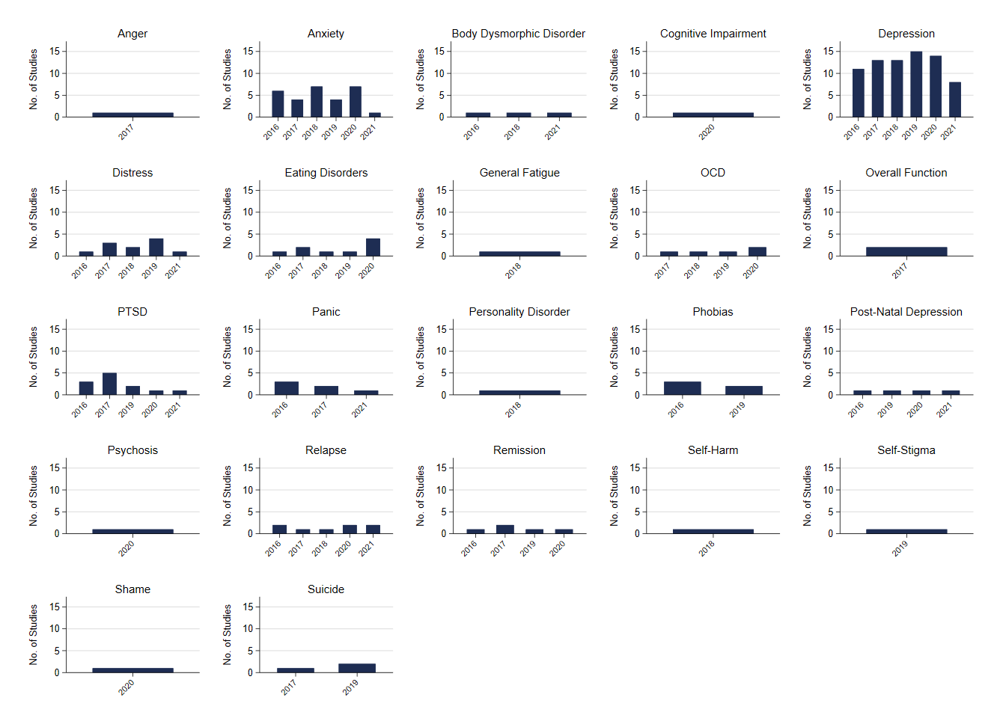 Anger
No. of Studies
15
10
5
0
2017
Anxiety
No. of Studies
15
10
5
0
2016 2017 2018 2019 2020 2021
Body Dysmorphic Disorder
No. of Studies
15
10
5
0
2016 2018 2021
Cognitive Impairment
No. of Studies
15
10
5
0
2020
Depression
No. of Studies
15
10
5
0
2016 2017 2018 2019 2020 2021
Distress
No. of Studies
15
10
5
0
2016 2017 2018 2019 2021
Eating Disorders
No. of Studies
15
10
5
0
2016 2017 2018 2019 2020
General Fatigue
No. of Studies
15
10
5
0
2018
OCD
No. of Studies
15
10
5
0
2017 2018 2019 2020
Overall Function
No. of Studies
15
10
5
0
2017
PTSD
No. of Studies
15
10
5
0
2016 2017 2019 2020 2021
Panic
No. of Studies
15
10
5
0
2016 2017 2021
Personality Disorder
No. of Studies
15
10
5
0
2018
Phobias
No. of Studies
15
10
5
0
2016 2019
Post-Natal Depression
No. of Studies
15
10
5
0
2016 2019 2020 2021
Psychosis
No. of Studies
15
10
5
0
2020
Relapse
No. of Studies
15
10
5
0
2016 2017 2018 2020 2021
Remission
No. of Studies
15
10
5
0
2016 2017 2019 2020
Self-Harm
No. of Studies
15
10
5
0
2018
Self-Stigma
No. of Studies
15
10
5
0
2019
Shame
No. of Studies
15
10
5
0
2020
Suicide
No. of Studies
15
10
5
0
2017 2019